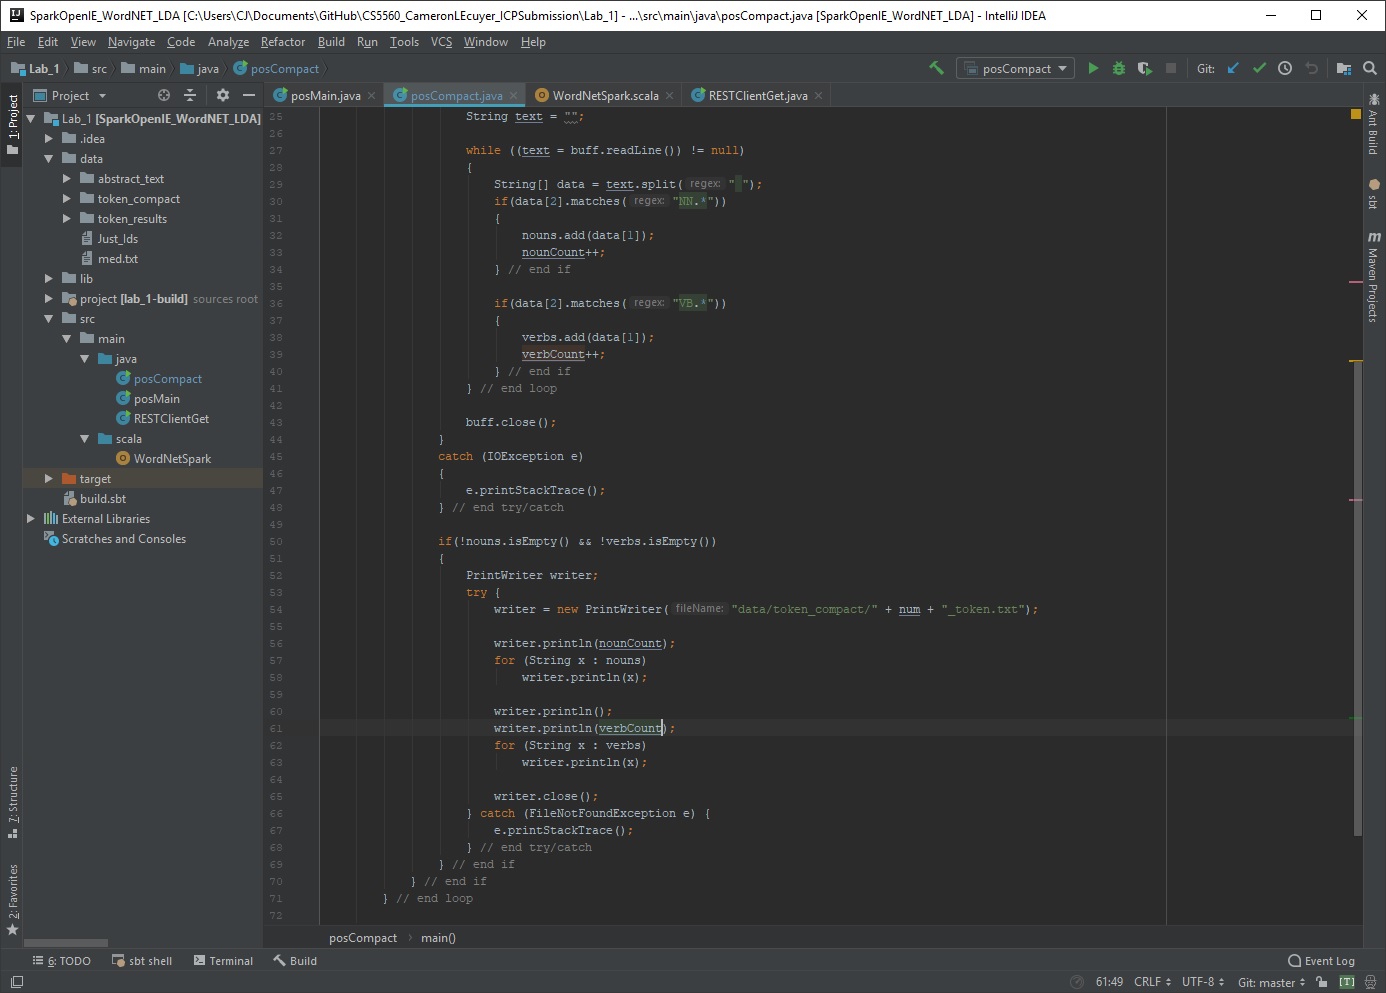 SparkOpenIE_WordNET_LDA [C:\Users\CJ\Documents\GitHub\CS5560_CameronLEcuyer_ICPSubmission\Lab_1] - ...\src\main\java\posCompact.java [SparkOpenIE_WordNET_LDA] - IntelliJ IDEA
File Edit View Navigate Code Analyze Refactor Build Run Tools VCS Window Help
Lab_1 src main java posCompact posCompact Git:
Project posMain.java posCompact.java WordNetSpark.scala RESTClientGet.java
1: Project
7: Structure
2: Favorites
Lab_1 [SparkOpenIE_WordNET_LDA]
.idea
data
abstract_text
token_compact
token_results
Just_Ids
med.txt
lib
project [lab_1-build] sources root
src
main
java
posCompact
posMain
RESTClientGet
scala
WordNetSpark
target
build.sbt
External Libraries
Scratches and Consoles
25 String text = "";
26
27 while ((text = buff.readLine()) != null)
28 {
29 String[] data = text.split( regex: " ");
30 if(data[2].matches( regex: "NN.*"))
31 {
32 nouns.add(data[1]);
33 nounCount++;
34 } // end if
35
36 if(data[2].matches( regex: "VB.*"))
37 {
38 verbs.add(data[1]);
39 verbCount++;
40 } // end if
41 } // end loop
42
43 buff.close();
44 }
45 catch (IOException e)
46 {
47 e.printStackTrace();
48 } // end try/catch
49
50 if(!nouns.isEmpty() && !verbs.isEmpty())
51 {
52 PrintWriter writer;
53 try {
54 writer = new PrintWriter( fileName: "data/token_compact/" + num + "_token.txt");
55
56 writer.println(nounCount);
57 for (String x : nouns)
58 writer.println(x);
59
60 writer.println();
61 writer.println(verbCount);
62 for (String x : verbs)
63 writer.println(x);
64
65 writer.close();
66 } catch (FileNotFoundException e) {
67 e.printStackTrace();
68 } // end try/catch
69 } // end if
70 } // end if
71 } // end loop
72
Ant Build
sbt
m Maven Projects
posCompact main()
6: TODO sbt shell Terminal Build Event Log
61:49 CRLF UTF-8 Git: master [T]